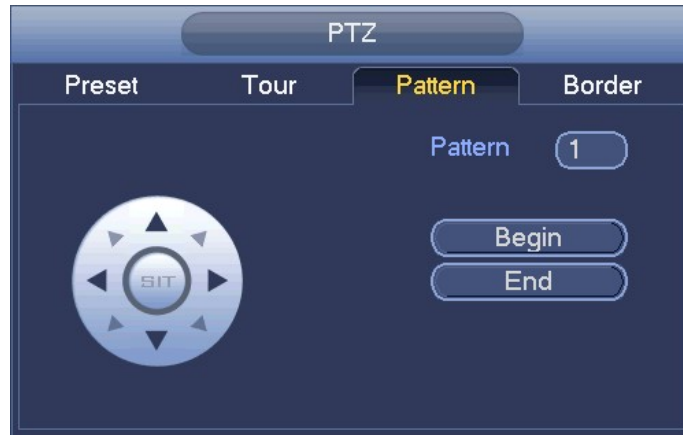 PTZ
Preset Tour Pattern Border
Pattern 1
SIT
Begin
End